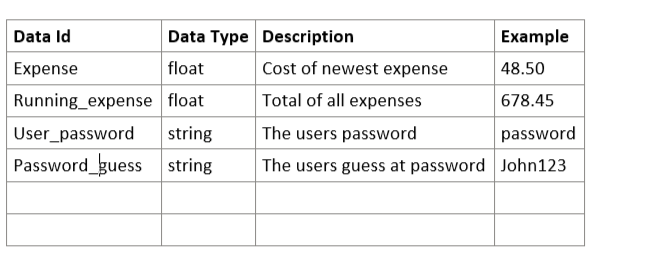 Data Id Data Type Description Example
Expense float Cost of newest expense 48.50
Running_expense float Total of all expenses 678.45
User_password string The users password password
Password_guess string The users guess at password John123